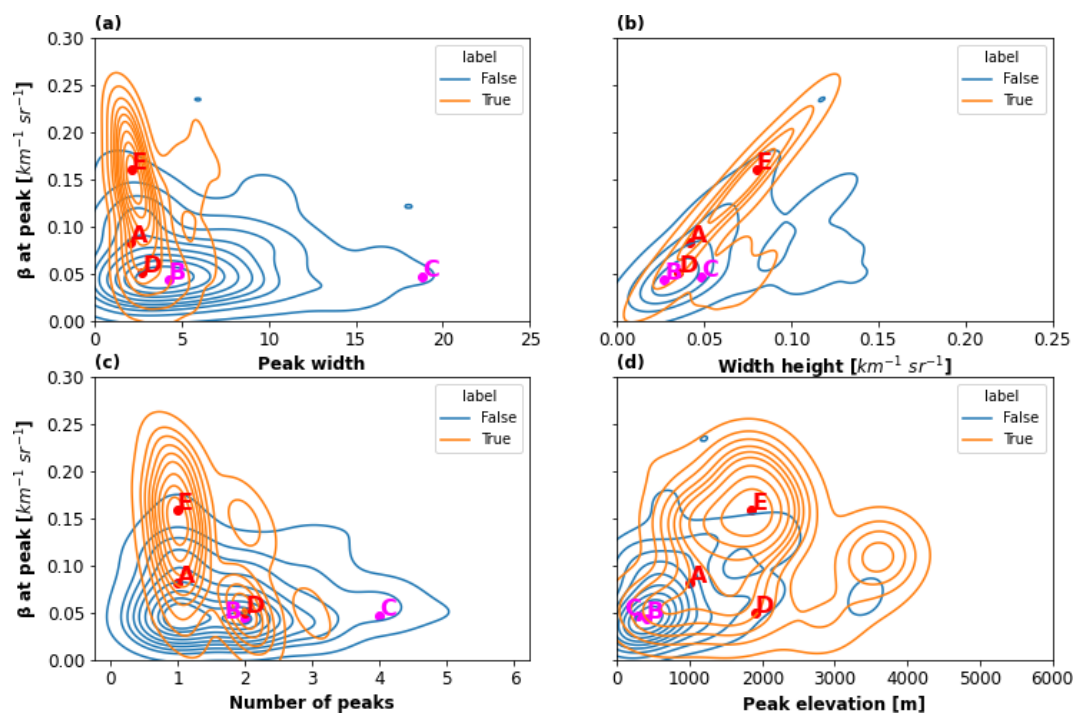 (a)
0.30
0.25
0.20
0.15
0.10
0.05
0.00
β at peak [km⁻¹ sr⁻¹]
label
False
True
E
A
D
B
C
0
5
10
15
20
25
Peak width
(b)
label
False
True
E
A
D
B
C
0.00
0.05
0.10
0.15
0.20
0.25
Width height [km⁻¹ sr⁻¹]
(c)
0.30
0.25
0.20
0.15
0.10
0.05
0.00
β at peak [km⁻¹ sr⁻¹]
label
False
True
E
A
B
D
C
0
1
2
3
4
5
6
Number of peaks
(d)
label
False
True
E
A
D
C
B
0
1000
2000
3000
4000
5000
6000
Peak elevation [m]